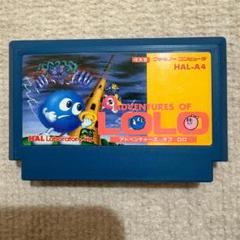 ファミリー コンピュータ
HAL-A4
ADVENTURES OF
LOLO
アドベンチャーズ オブ ロロ
HAL Laboratory